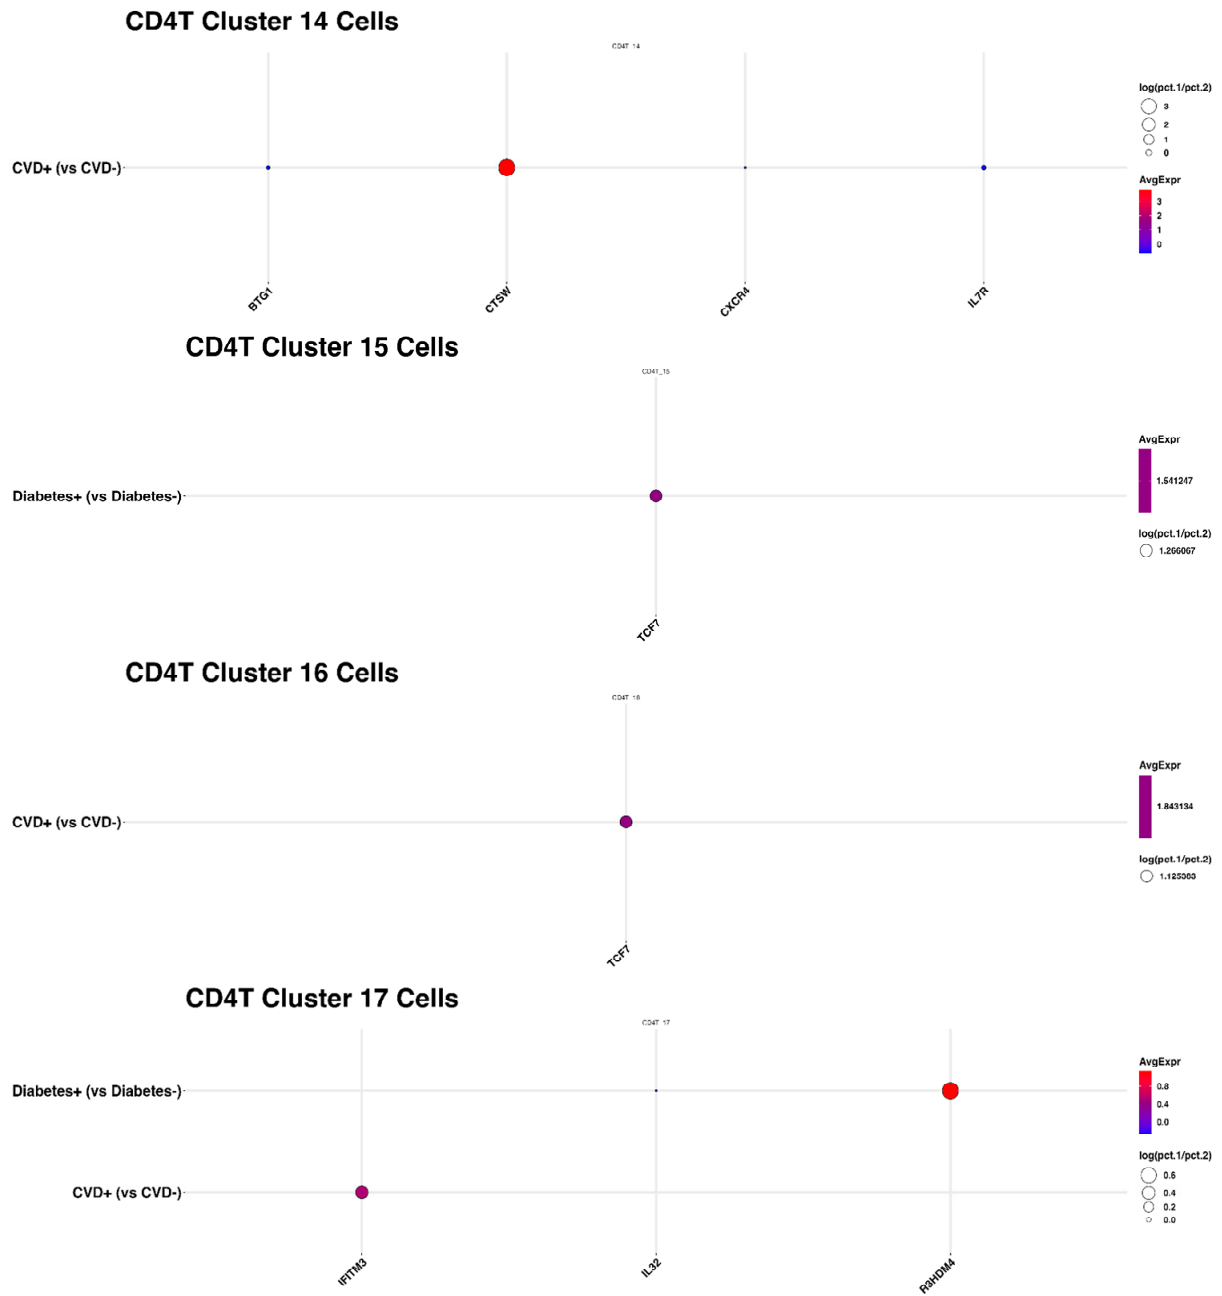 CD4T Cluster 14 Cells
CD4T_14
CVD+ (vs CVD-)
BTG1
CTSW
CXCR4
IL7R
log(pct.1/pct.2)
3
2
1
0
AvgExpr
3
2
1
0
CD4T Cluster 15 Cells
CD4T_15
Diabetes+ (vs Diabetes-)
TCF7
AvgExpr
1.541247
log(pct.1/pct.2)
1.266067
CD4T Cluster 16 Cells
CD4T_16
CVD+ (vs CVD-)
TCF7
AvgExpr
1.843134
log(pct.1/pct.2)
CD4T Cluster 17 Cells
CD4T_17
Diabetes+ (vs Diabetes-)
CVD+ (vs CVD-)
IFITM3
IL32
R3HDM4
AvgExpr
0.8
0.4
0.0
log(pct.1/pct.2)
0.6
0.4
0.2
0.0